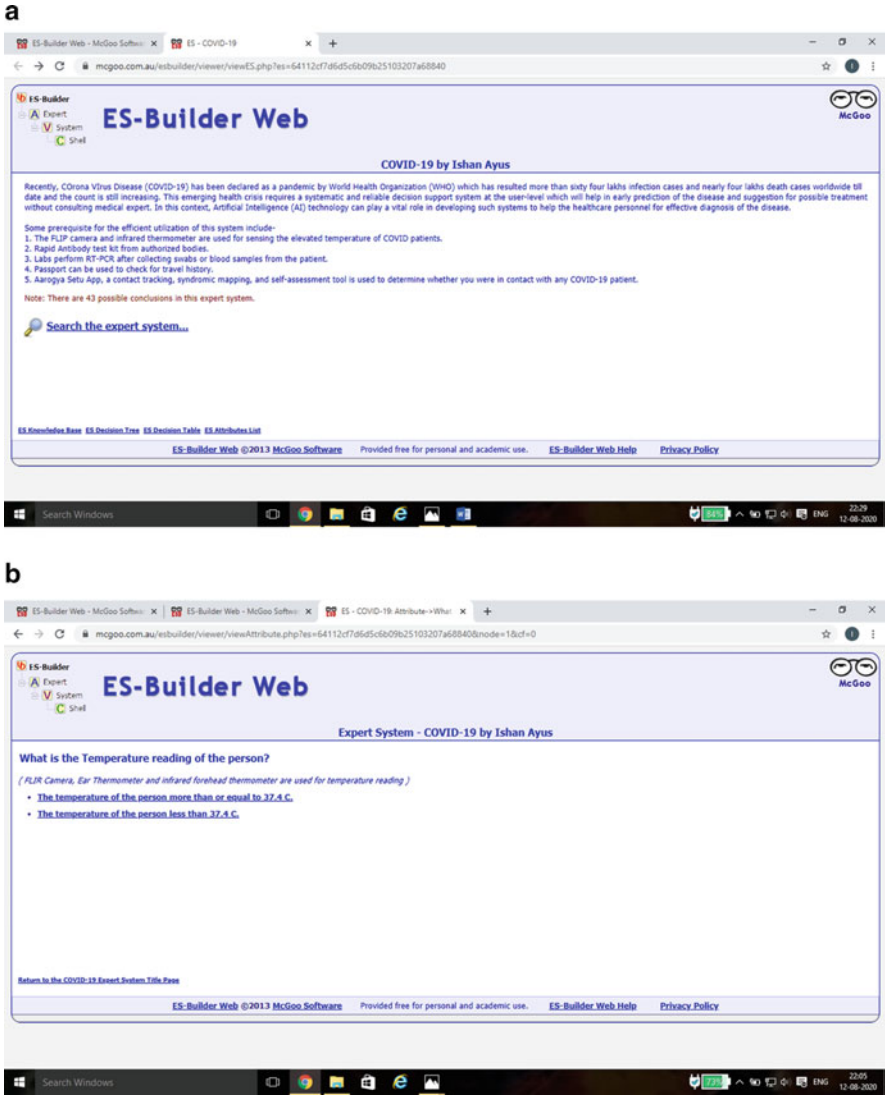 a
ES-Builder Web - McGoo Softwa
ES - COVID-19
mcgoo.com.au/esbuilder/viewer/viewES.php?es=64112cf7d6d5c6b09b25103207a68840
ES-Builder
A Expert
V System
C Shell
ES-Builder Web
McGoo
COVID-19 by Ishan Ayus
Recently, COrona VIrus Disease (COVID-19) has been declared as a pandemic by World Health Organization (WHO) which has resulted more than sixty four lakhs infection cases and nearly four lakhs death cases worldwide till
date and the count is still increasing. This emerging health crisis requires a systematic and reliable decision support system at the user-level which will help in early prediction of the disease and suggestion for possible treatment
without consulting medical expert. In this context, Artificial Intelligence (AI) technology can play a vital role in developing such systems to help the healthcare personnel for effective diagnosis of the disease.
Some prerequisite for the efficient utilization of this system include-
1. The FLIP camera and infrared thermometer are used for sensing the elevated temperature of COVID patients.
2. Rapid Antibody test kit from authorized bodies.
3. Labs perform RT-PCR after collecting swabs or blood samples from the patient.
4. Passport can be used to check for travel history.
5. Aarogya Setu App, a contact tracking, syndromic mapping, and self-assessment tool is used to determine whether you were in contact with any COVID-19 patient.
Note: There are 43 possible conclusions in this expert system.
Search the expert system...
ES Knowledge Base ES Decision Tree ES Decision Table ES Attributes List
ES-Builder Web ©2013 McGoo Software Provided free for personal and academic use. ES-Builder Web Help Privacy Policy
Search Windows
84%
ENG
22:29
12-08-2020
b
ES-Builder Web - McGoo Softwa
ES-Builder Web - McGoo Softwa
ES - COVID-19: Attribute->What
mcgoo.com.au/esbuilder/viewer/viewAttribute.php?es=64112cf7d6d5c6b09b25103207a68840&node=1&cf=0
ES-Builder
A Expert
V System
C Shell
ES-Builder Web
McGoo
Expert System - COVID-19 by Ishan Ayus
What is the Temperature reading of the person?
( FLIR Camera, Ear Thermometer and infrared forehead thermometer are used for temperature reading )
• The temperature of the person more than or equal to 37.4 C.
• The temperature of the person less than 37.4 C.
Return to the COVID-19 Expert System Title Page
ES-Builder Web ©2013 McGoo Software Provided free for personal and academic use. ES-Builder Web Help Privacy Policy
Search Windows
73%
ENG
22:05
12-08-2020